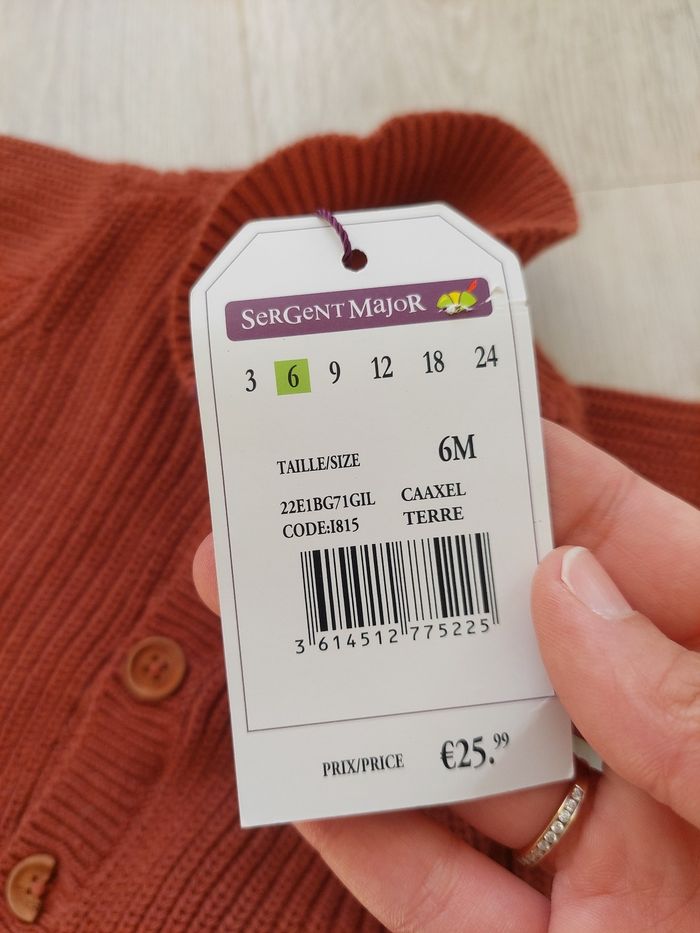 SeRGeNT MajoR
3 6 9 12 18 24
TAILLE/SIZE 6M
22E1BG71GIL CAAXEL
CODE:I815 TERRE
3 614512 775225
PRIX/PRICE €25.99